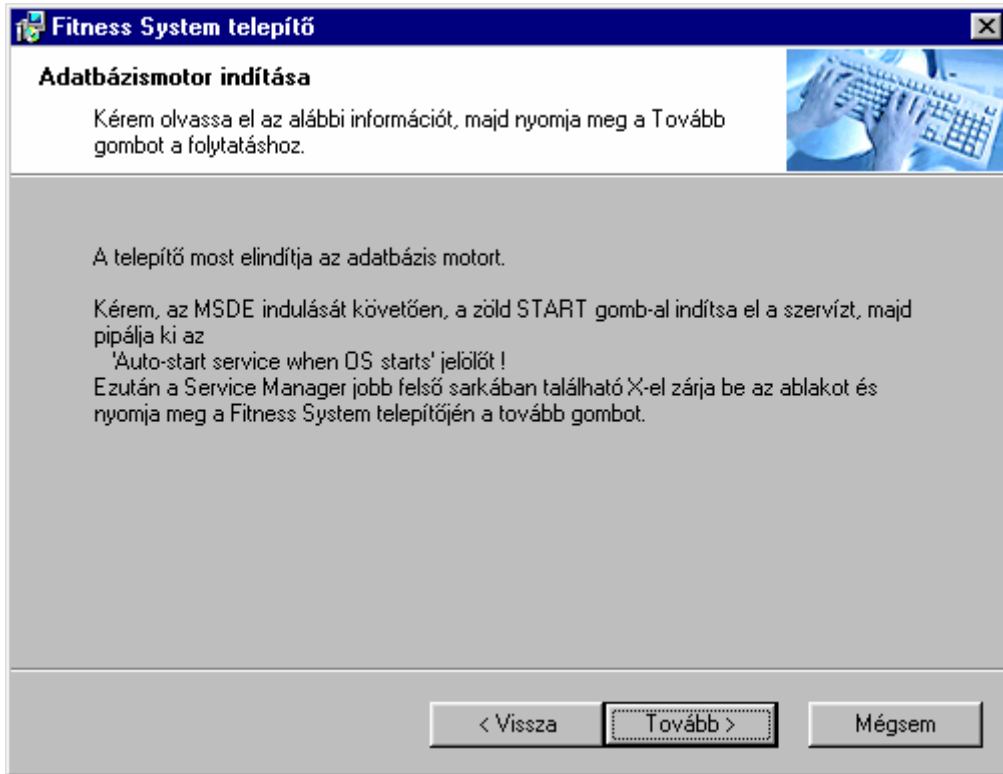 Fitness System telepítő
Adatbázismotor indítása
Kérem olvassa el az alábbi információt, majd nyomja meg a Tovább
gombot a folytatáshoz.
A telepítő most elindítja az adatbázis motort.
Kérem, az MSDE indulását követően, a zöld START gomb-al indítsa el a szervízt, majd
pipálja ki az
'Auto-start service when OS starts' jelölőt !
Ezután a Service Manager jobb felső sarkában található X-el zárja be az ablakot és
nyomja meg a Fitness System telepítőjén a tovább gombot.
< Vissza
Tovább >
Mégsem